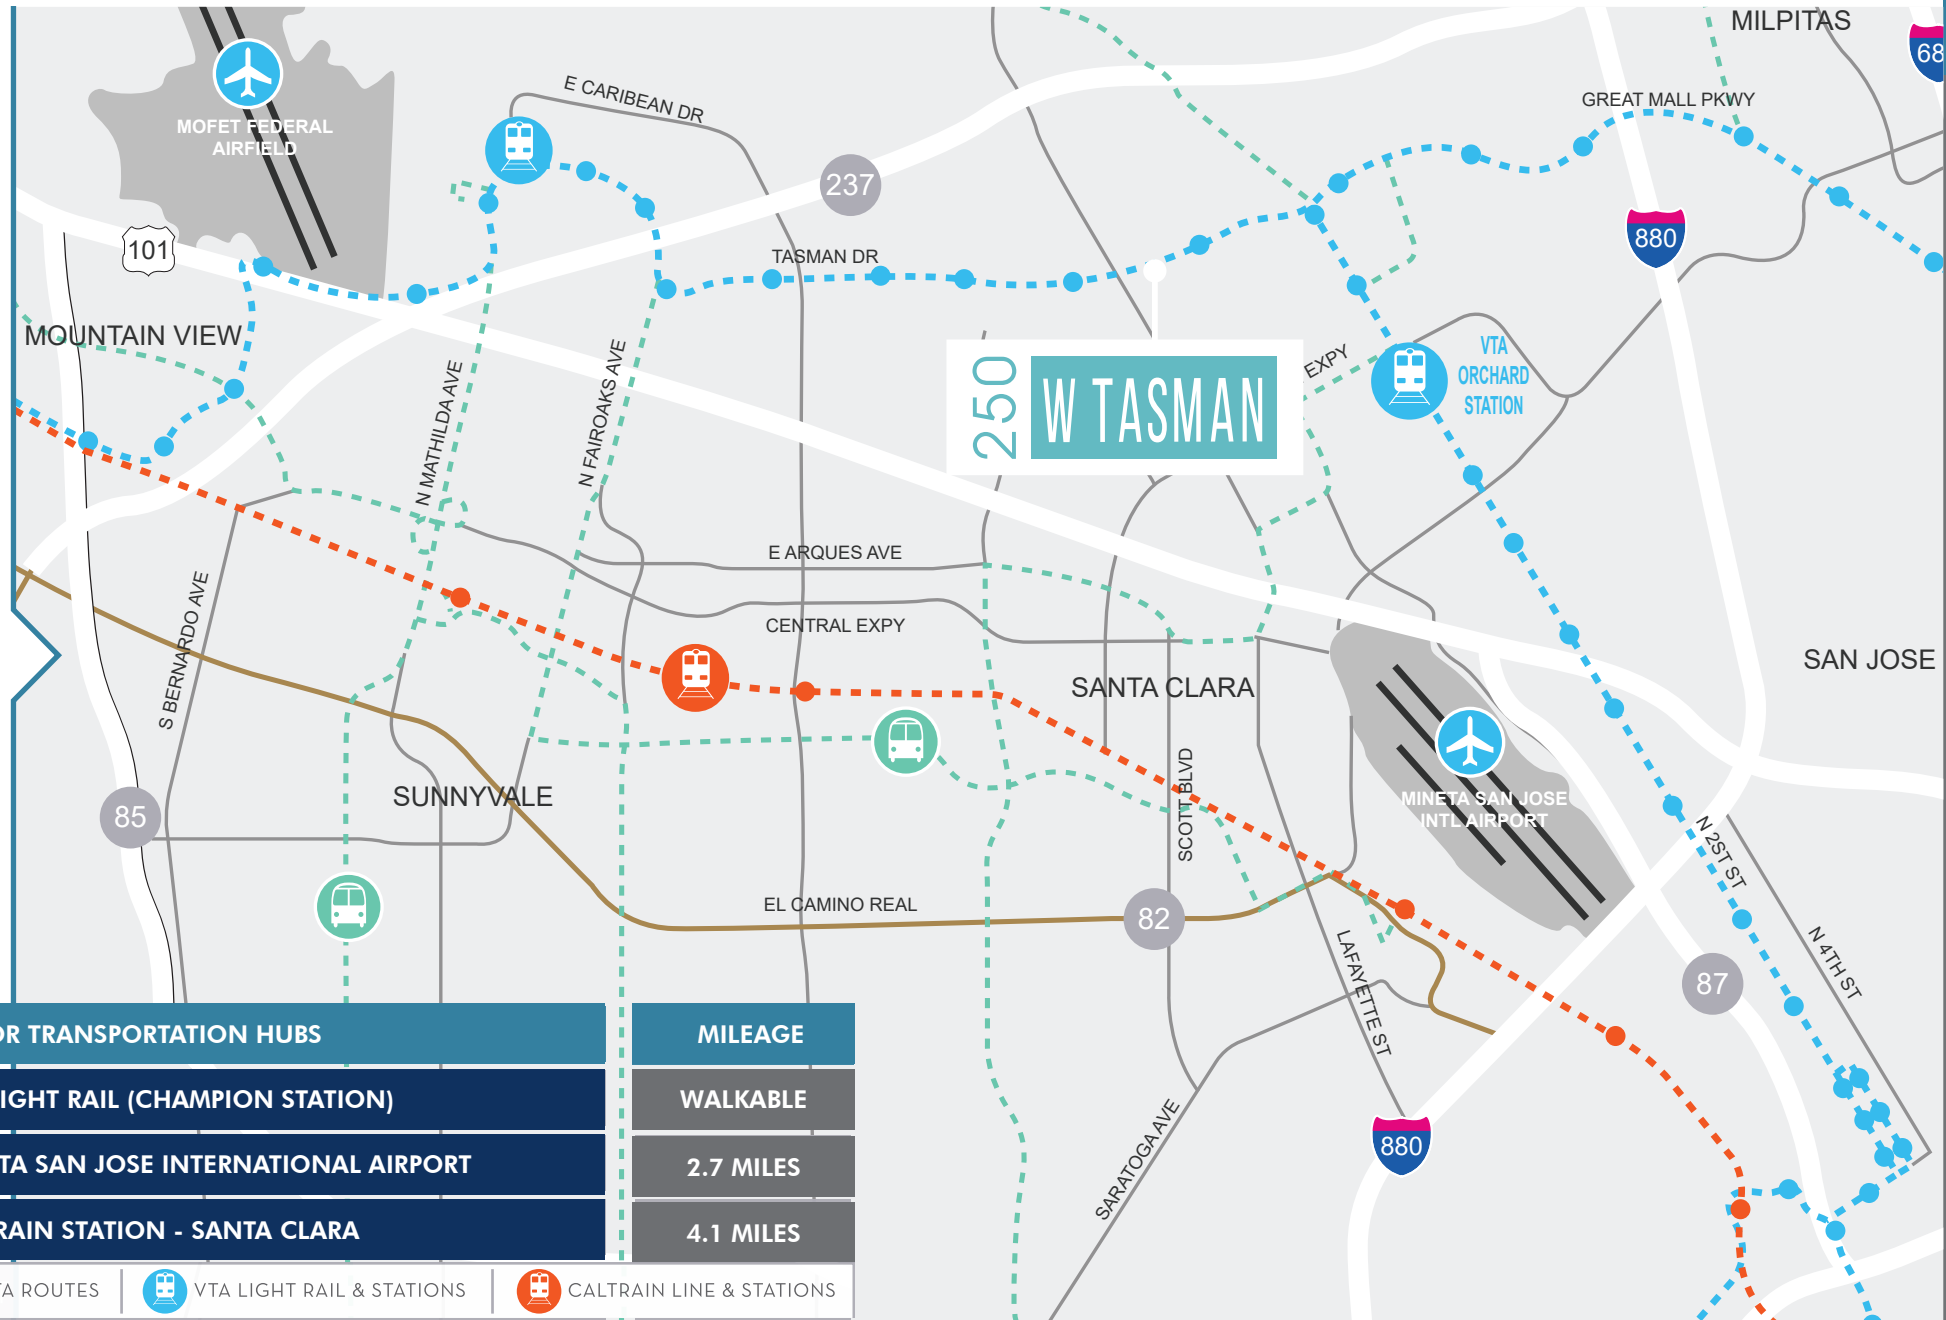 MILPITAS
68
E CARIBEAN DR
GREAT MALL PKWY
MOFET FEDERAL
AIRFIELD
237
101
880
TASMAN DR
MOUNTAIN VIEW
N MATHILDA AVE
N FAIROAKS AVE
250
W TASMAN
EXPY
VTA
ORCHARD
STATION
E ARQUES AVE
S BERNARDO AVE
CENTRAL EXPY
SAN JOSE
SANTA CLARA
SCOTT BLVD
SUNNYVALE
85
MINETA SAN JOSE
INTL AIRPORT
N 2ST ST
EL CAMINO REAL
82
LAFAYETTE ST
N 4TH ST
87
SARATOGA AVE
880
OR TRANSPORTATION HUBS
MILEAGE
IGHT RAIL (CHAMPION STATION)
WALKABLE
TA SAN JOSE INTERNATIONAL AIRPORT
2.7 MILES
RAIN STATION - SANTA CLARA
4.1 MILES
TA ROUTES
VTA LIGHT RAIL & STATIONS
CALTRAIN LINE & STATIONS